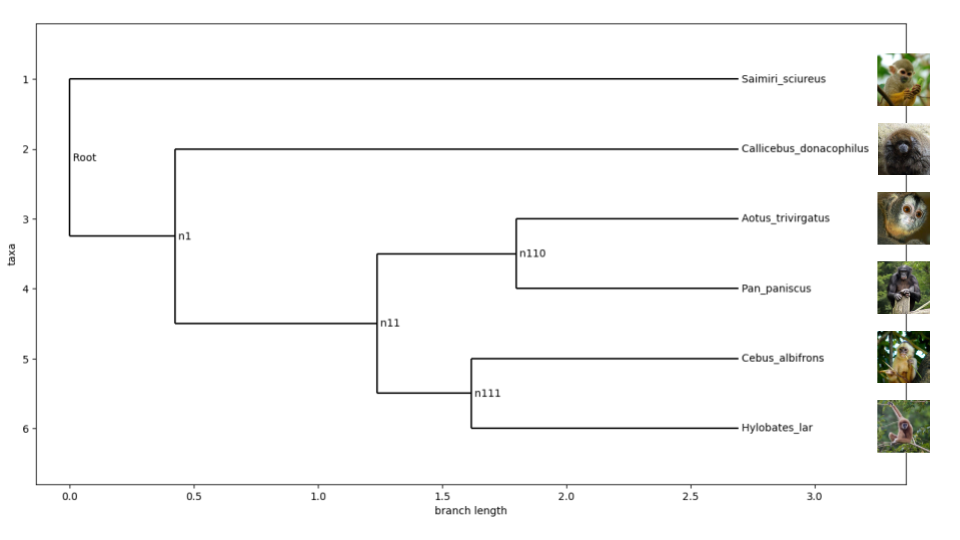 1
Saimiri_sciureus
2
Callicebus_donacophilus
Root
3
Aotus_trivirgatus
n1
n110
taxa
4
Pan_paniscus
n11
5
Cebus_albifrons
n111
6
Hylobates_lar
0.0 0.5 1.0 1.5 2.0 2.5 3.0
branch length